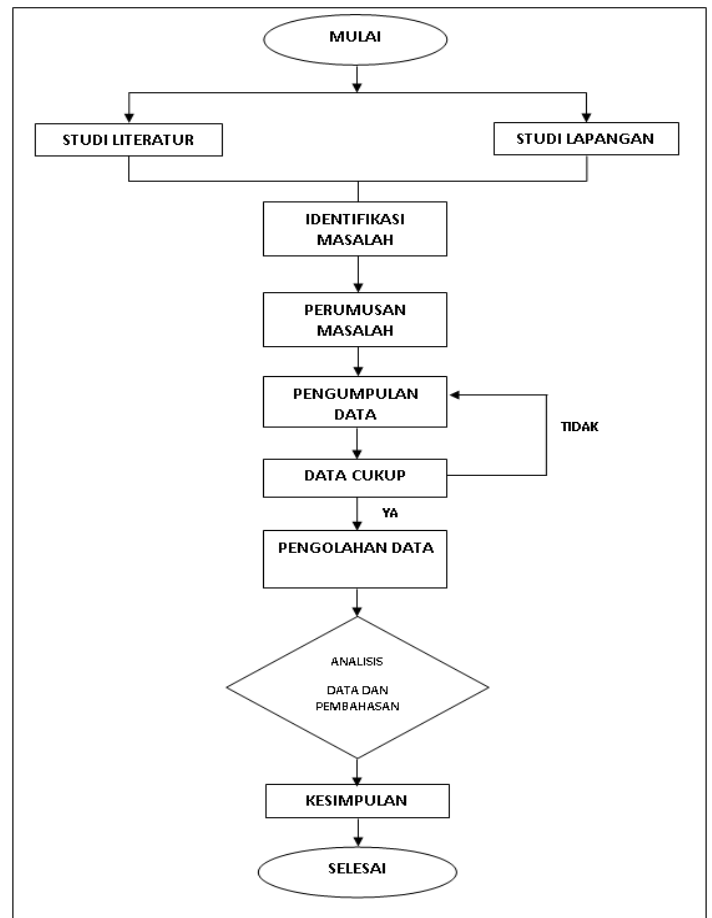 MULAI
STUDI LITERATUR
STUDI LAPANGAN
IDENTIFIKASI
MASALAH
PERUMUSAN
MASALAH
PENGUMPULAN
DATA
TIDAK
DATA CUKUP
YA
PENGOLAHAN DATA
ANALISIS
DATA DAN
PEMBAHASAN
KESIMPULAN
SELESAI